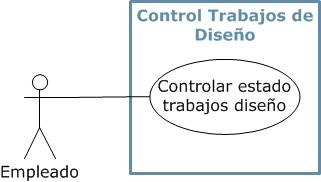 Control Trabajos de
Diseño
Controlar estado
trabajos diseño
Empleado